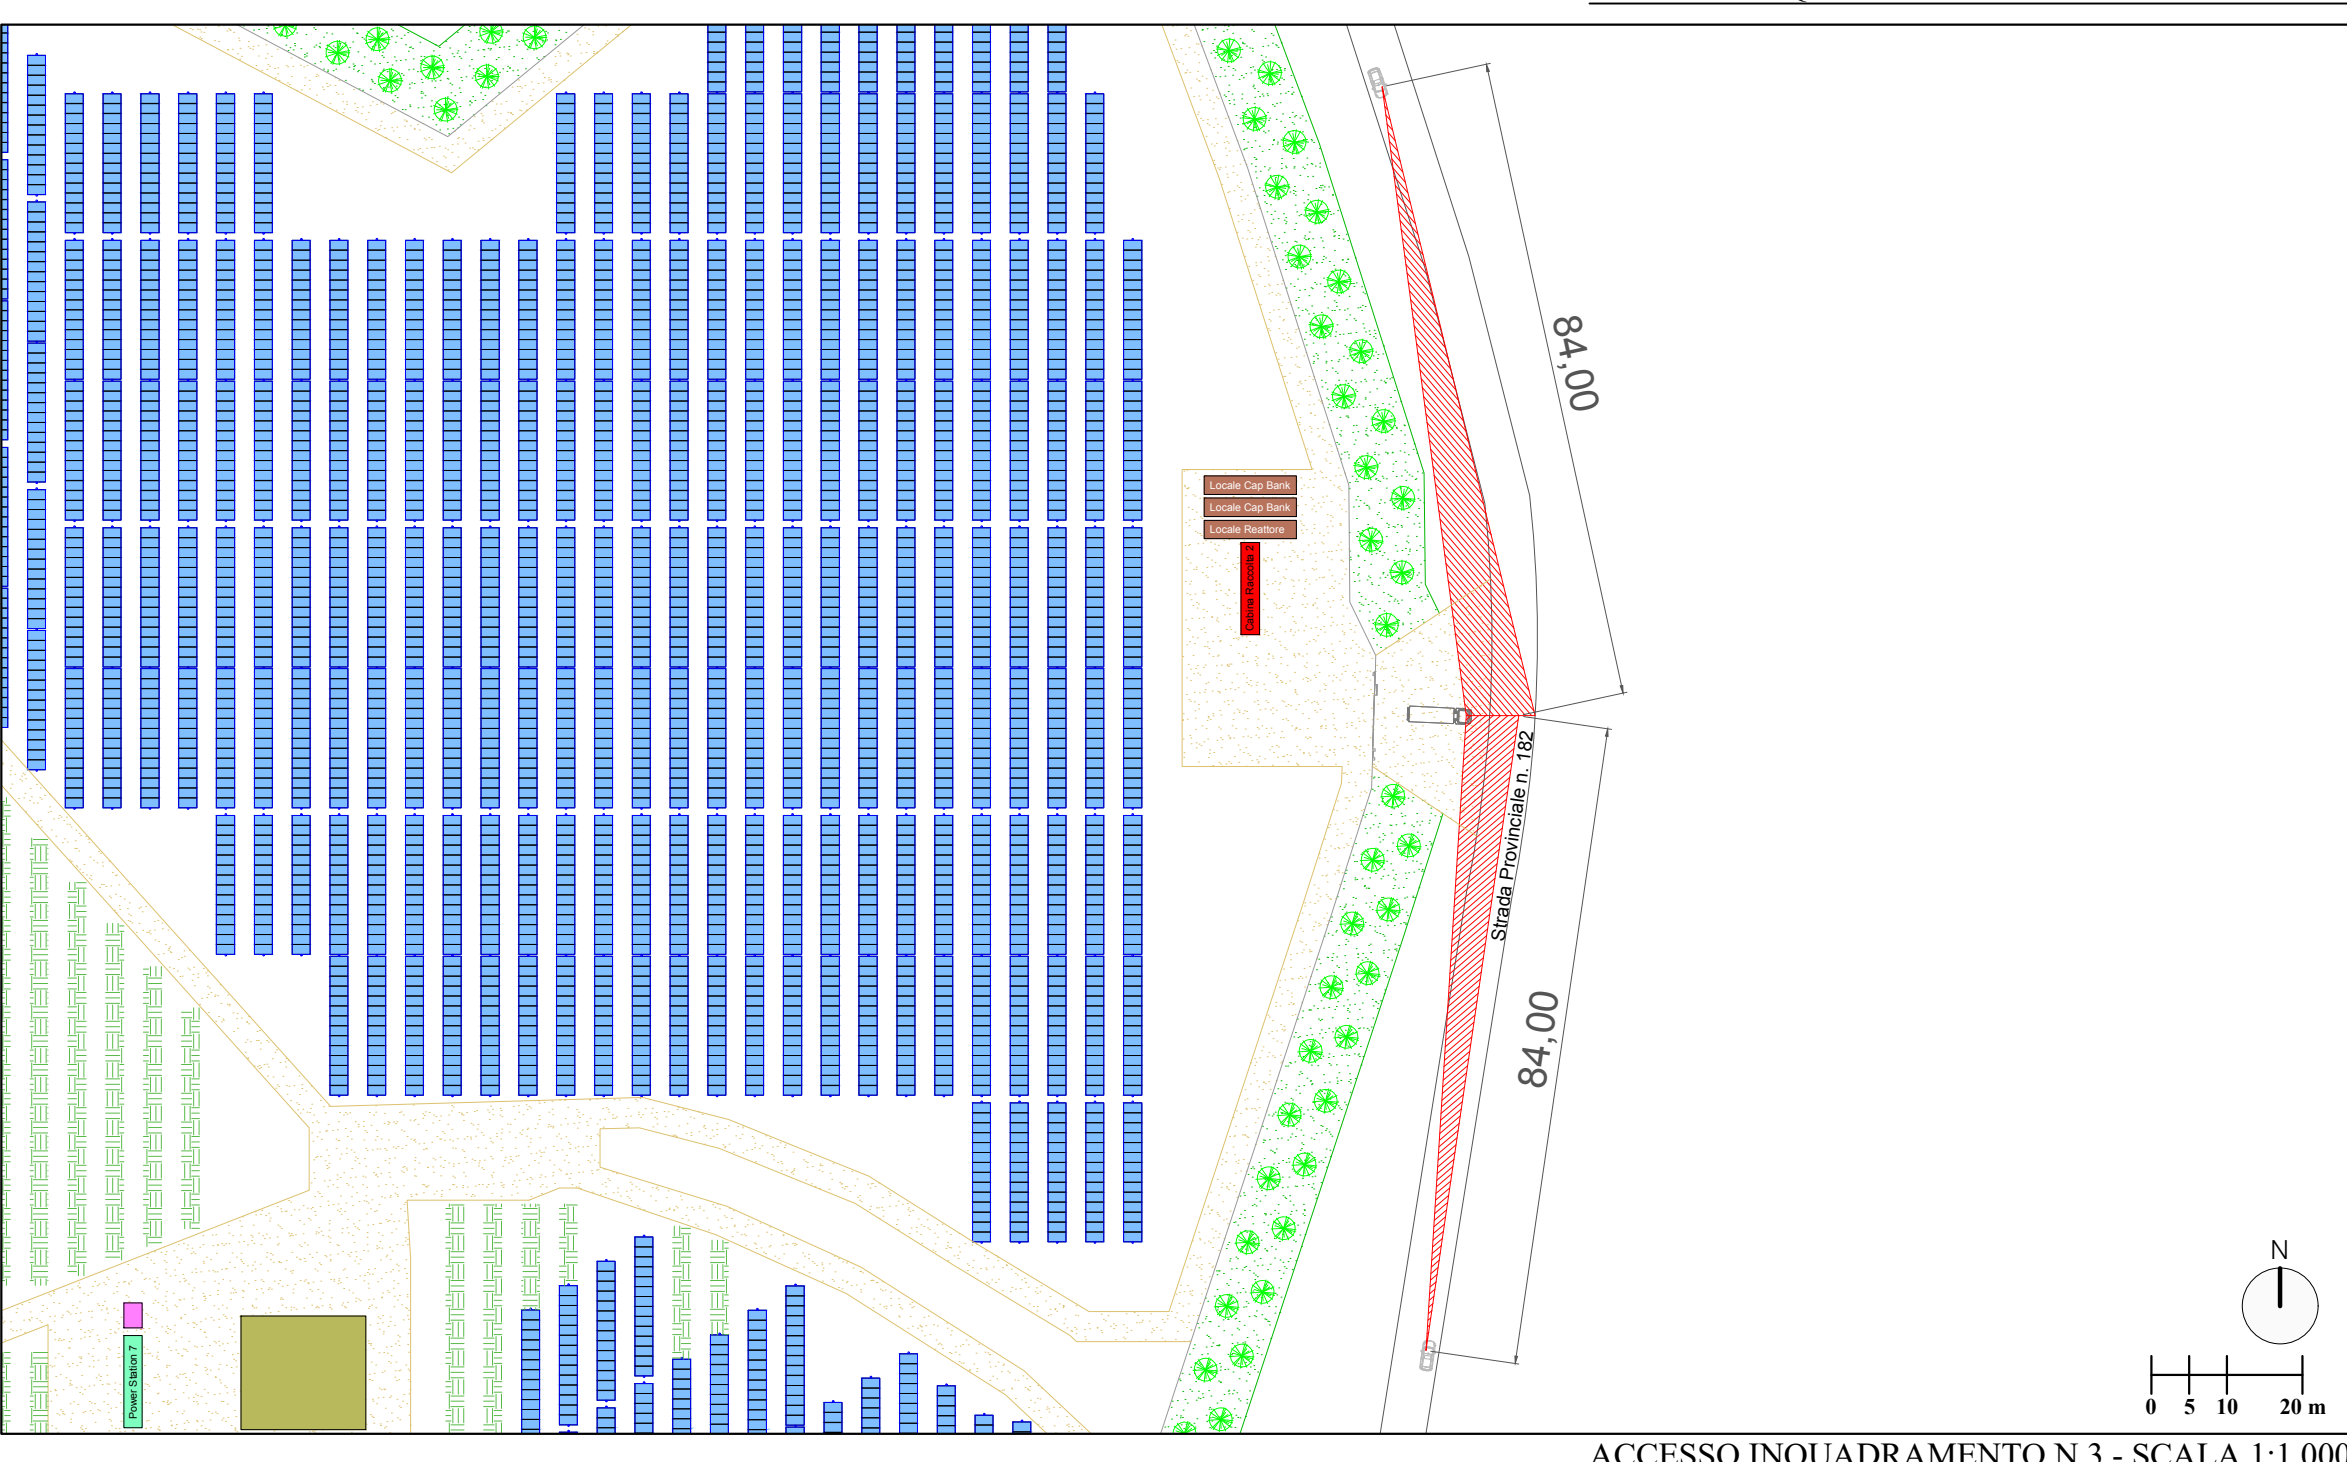 84,00
Locale Cap Bank
Locale Cap Bank
Locale Reattore
Cabina Raccolta 2
Strada Provinciale n. 182
84,00
N
Power Station 7
0 5 10 20 m
ACCESSO INQUADRAMENTO N.3 - SCALA 1:1.000